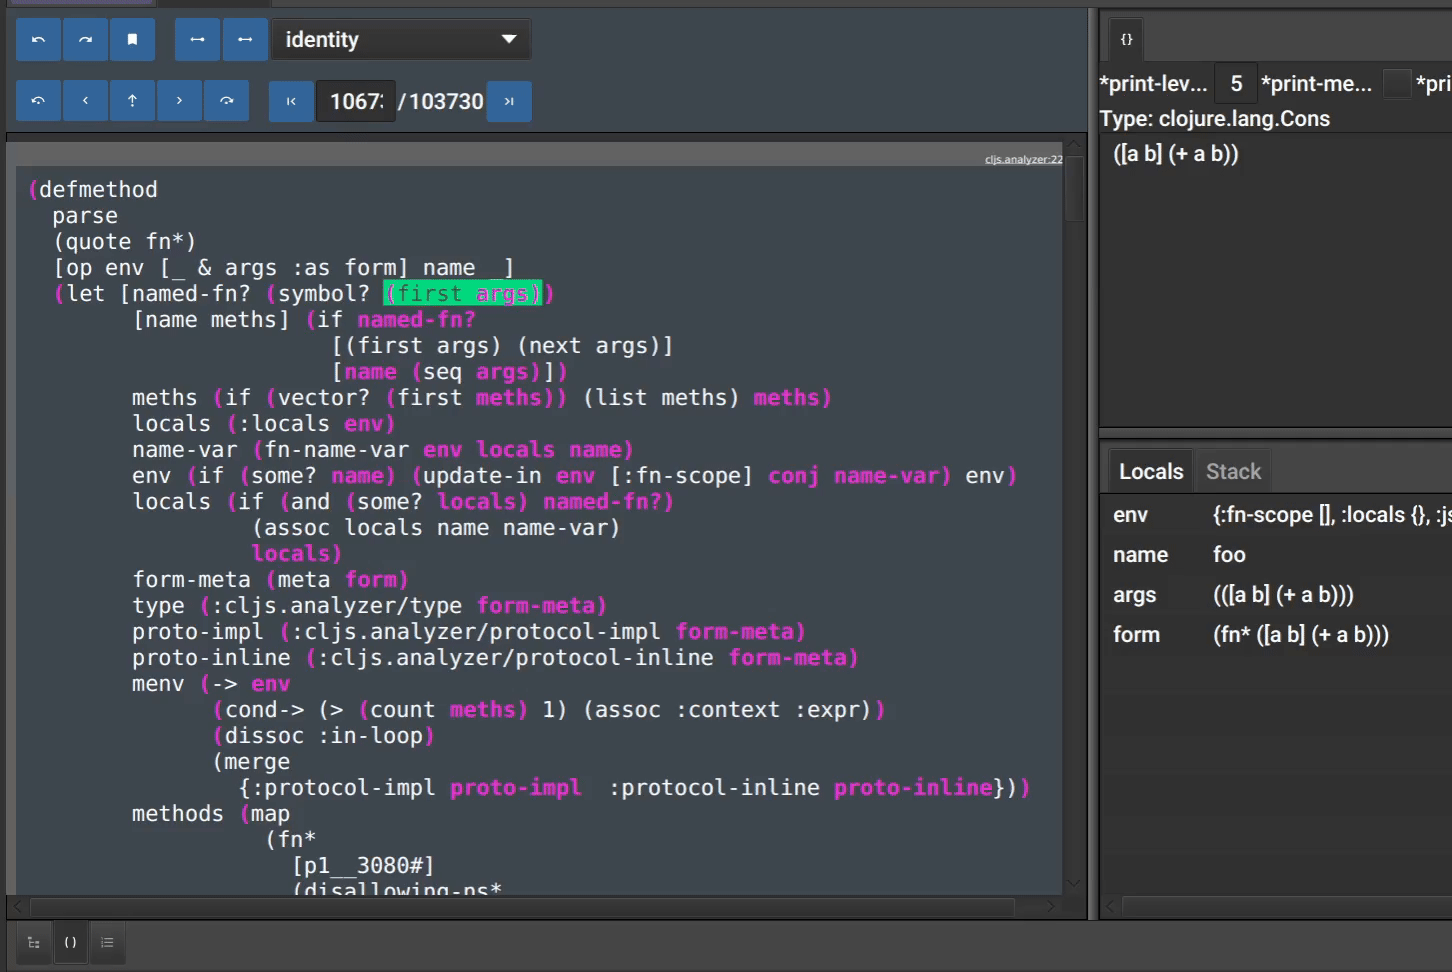 identity
1067 /103730
cljs.analyzer:22
(defmethod
parse
(quote fn*)
[op env [_ & args :as form] name _]
(let [named-fn? (symbol? (first args))
[name meths] (if named-fn?
[(first args) (next args)]
[name (seq args)])
meths (if (vector? (first meths)) (list meths) meths)
locals (:locals env)
name-var (fn-name-var env locals name)
env (if (some? name) (update-in env [:fn-scope] conj name-var) env)
locals (if (and (some? locals) named-fn?)
(assoc locals name name-var)
locals)
form-meta (meta form)
type (:cljs.analyzer/type form-meta)
proto-impl (:cljs.analyzer/protocol-impl form-meta)
proto-inline (:cljs.analyzer/protocol-inline form-meta)
menv (-> env
(cond-> (> (count meths) 1) (assoc :context :expr))
(dissoc :in-loop)
(merge
{:protocol-impl proto-impl  :protocol-inline proto-inline}))
methods (map
(fn*
[p1__3080#]
(disallowing-ns*
()
{}
*print-lev... 5 *print-me... *pri
Type: clojure.lang.Cons
([a b] (+ a b))
Locals Stack
env {:fn-scope [], :locals {}, :js
name foo
args (([a b] (+ a b)))
form (fn* ([a b] (+ a b)))